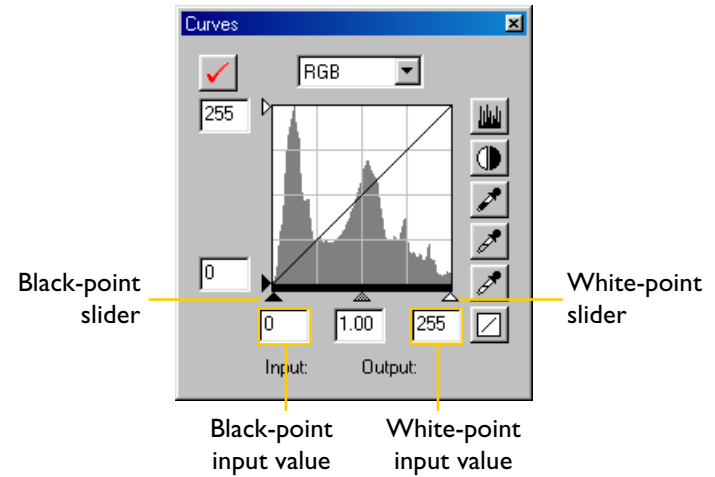 Curves
RGB
255
0
Black-point
slider
White-point
slider
0
1.00
255
Input:
Output:
Black-point
input value
White-point
input value